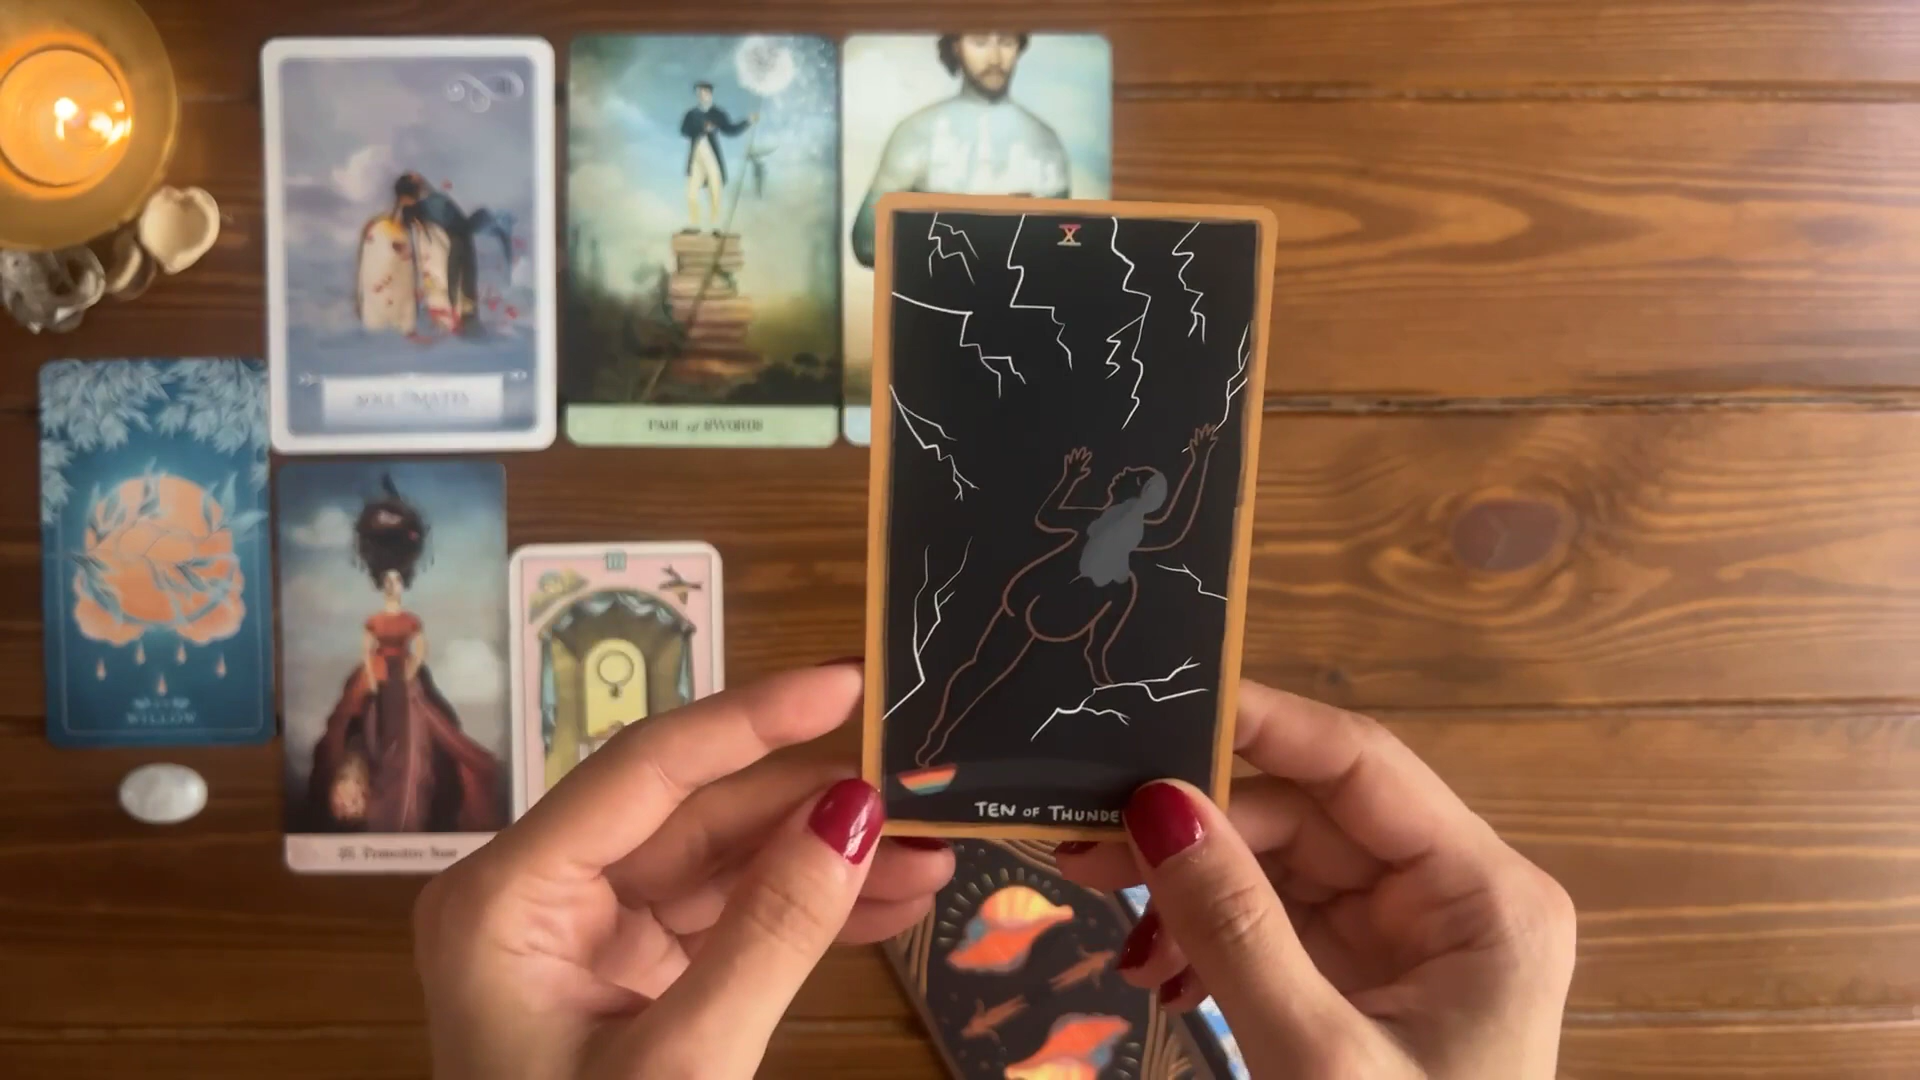 SOUL MATES
PAGE of SWORDS
X
WILLOW
TEN OF THUNDE